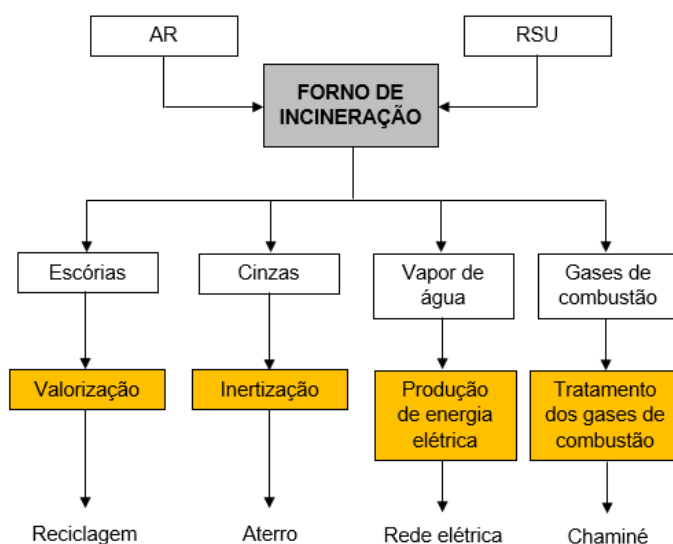 AR
RSU
FORNO DE
INCINERAÇÃO
Escórias
Cinzas
Vapor de
água
Gases de
combustão
Valorização
Inertização
Produção
de energia
elétrica
Tratamento
dos gases de
combustão
Reciclagem
Aterro
Rede elétrica
Chaminé